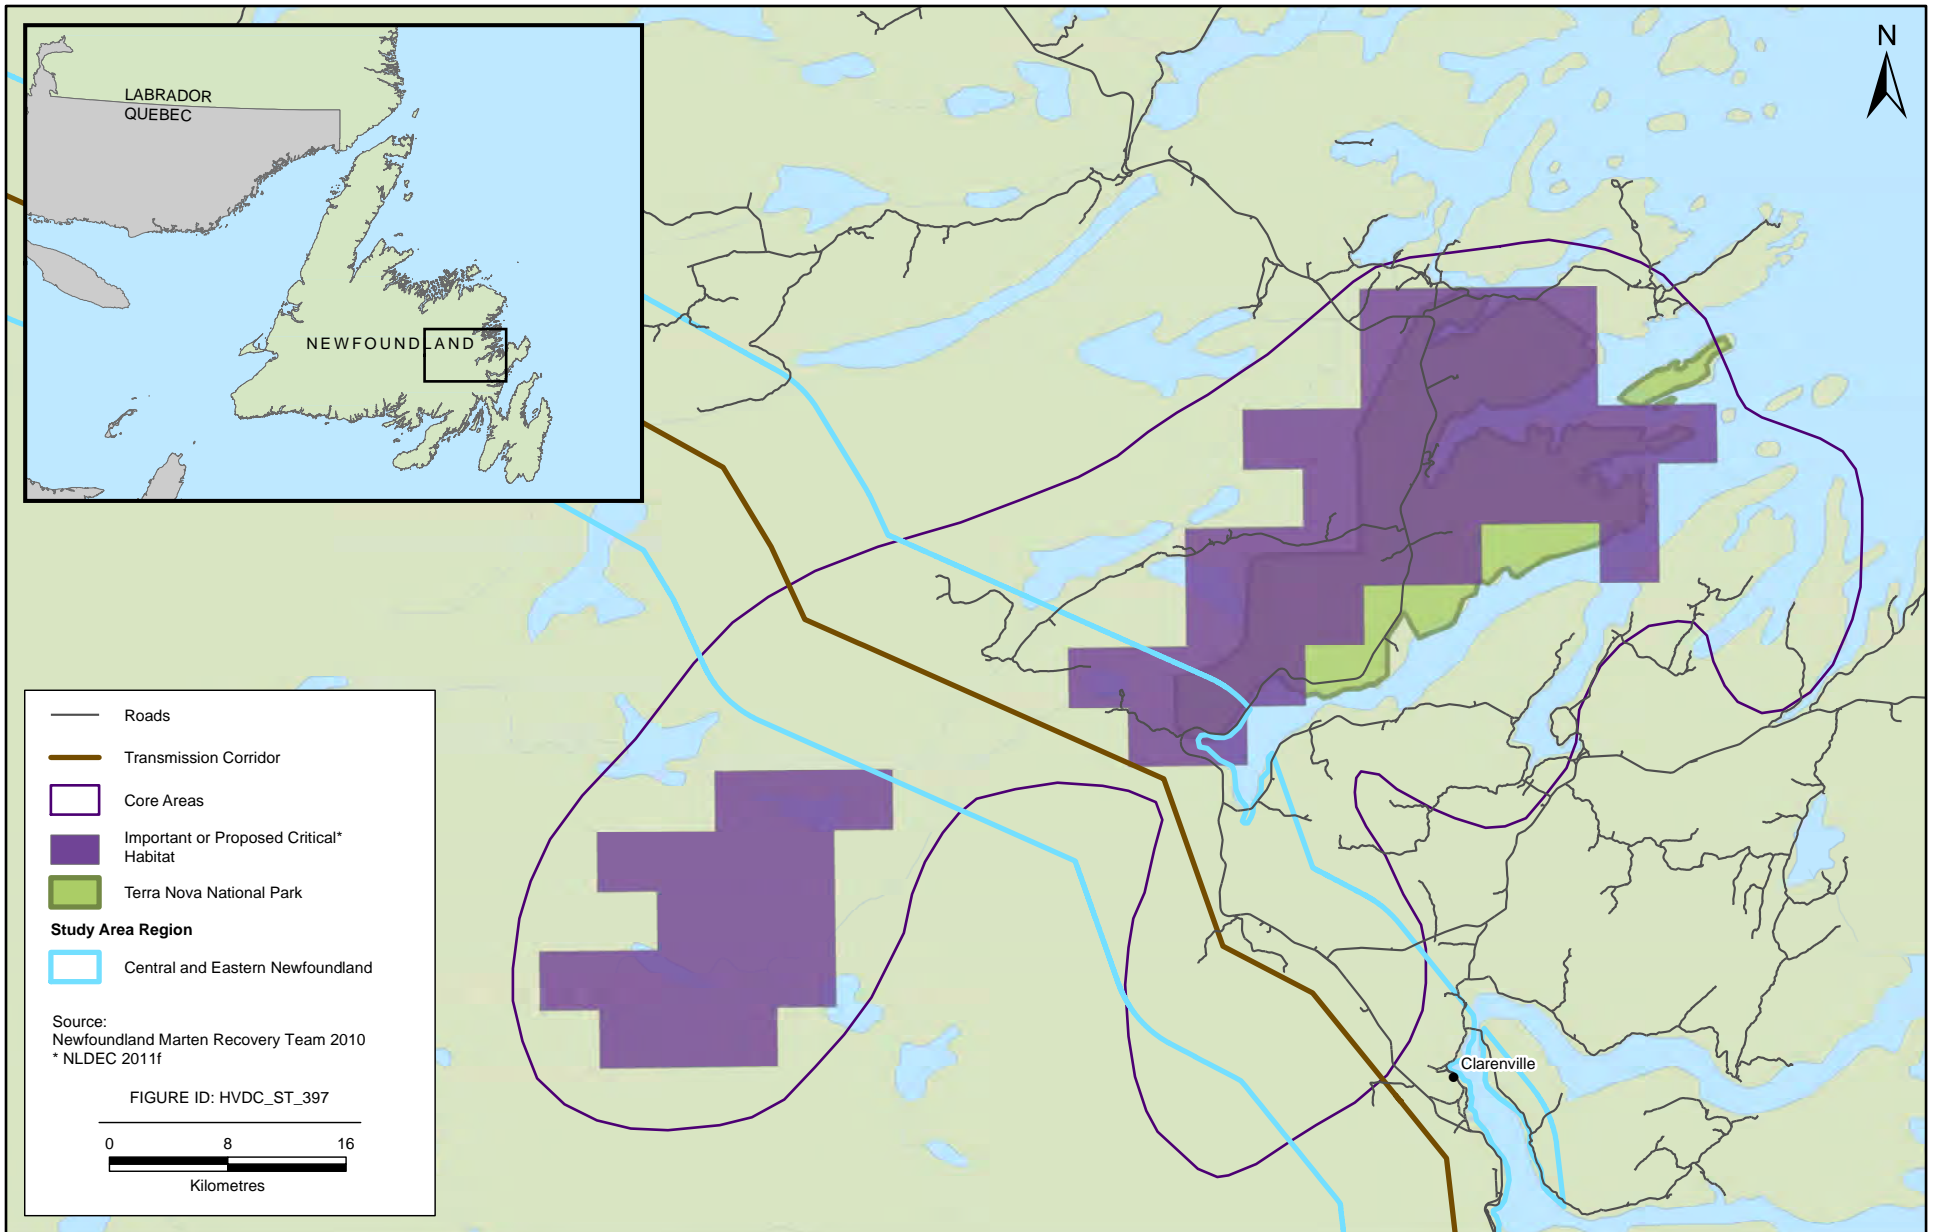 LABRADOR
QUEBEC
NEWFOUNDLAND
N
Clarenville
Roads
Transmission Corridor
Core Areas
Important or Proposed Critical*
Habitat
Terra Nova National Park
Study Area Region
Central and Eastern Newfoundland
Source:
Newfoundland Marten Recovery Team 2010
* NLDEC 2011f
FIGURE ID: HVDC_ST_397
0 8 16
Kilometres